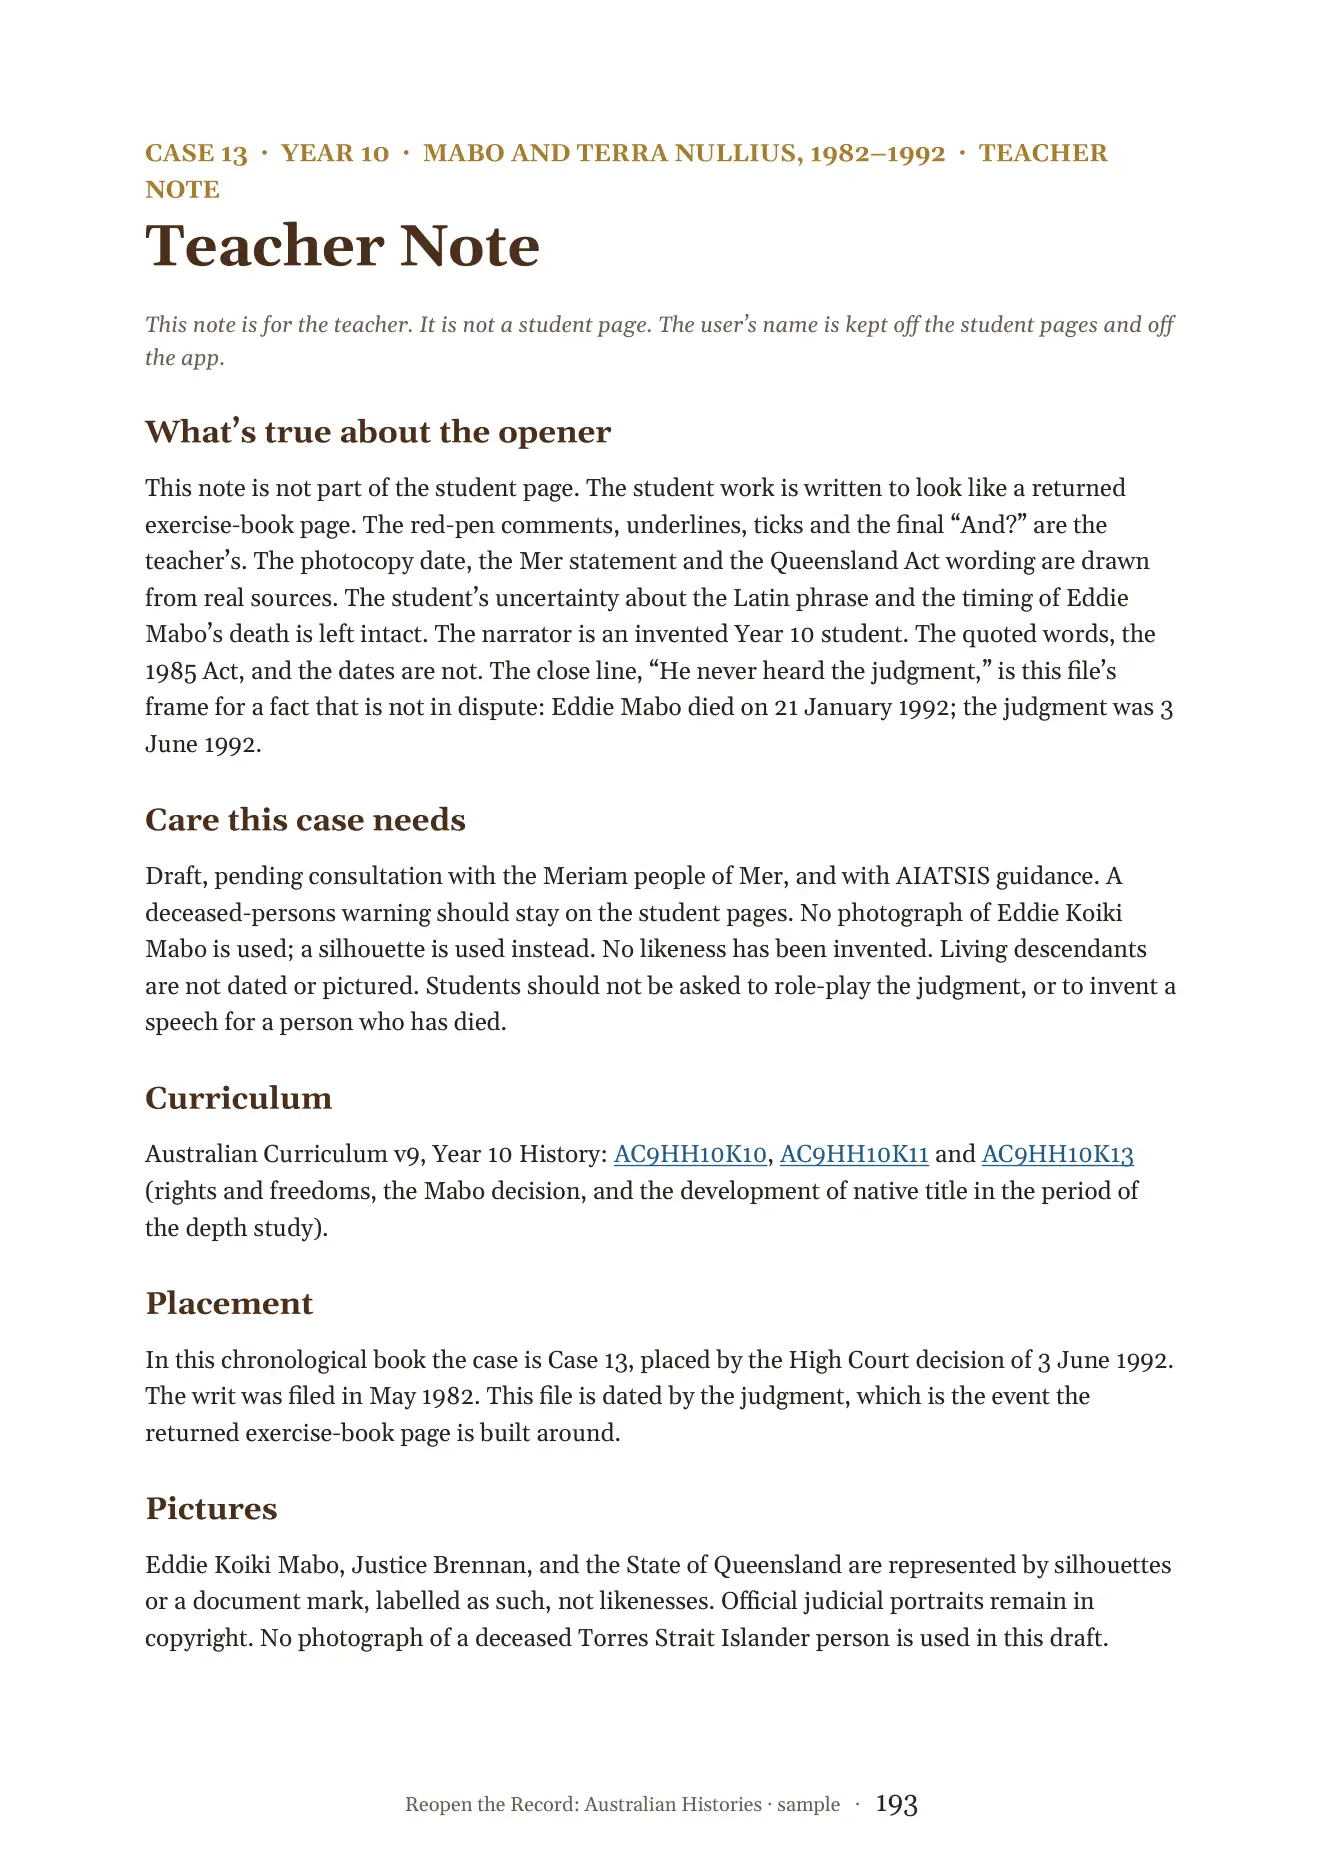 CASE 13 · YEAR 10 · MABO AND TERRA NULLIUS, 1982–1992 · TEACHER
NOTE
Teacher Note
This note is for the teacher. It is not a student page. The user’s name is kept off the student pages and off
the app.
What’s true about the opener
This note is not part of the student page. The student work is written to look like a returned
exercise-book page. The red-pen comments, underlines, ticks and the final “And?” are the
teacher’s. The photocopy date, the Mer statement and the Queensland Act wording are drawn
from real sources. The student’s uncertainty about the Latin phrase and the timing of Eddie
Mabo’s death is left intact. The narrator is an invented Year 10 student. The quoted words, the
1985 Act, and the dates are not. The close line, “He never heard the judgment,” is this file’s
frame for a fact that is not in dispute: Eddie Mabo died on 21 January 1992; the judgment was 3
June 1992.
Care this case needs
Draft, pending consultation with the Meriam people of Mer, and with AIATSIS guidance. A
deceased-persons warning should stay on the student pages. No photograph of Eddie Koiki
Mabo is used; a silhouette is used instead. No likeness has been invented. Living descendants
are not dated or pictured. Students should not be asked to role-play the judgment, or to invent a
speech for a person who has died.
Curriculum
Australian Curriculum v9, Year 10 History: AC9HH10K10, AC9HH10K11 and AC9HH10K13
(rights and freedoms, the Mabo decision, and the development of native title in the period of
the depth study).
Placement
In this chronological book the case is Case 13, placed by the High Court decision of 3 June 1992.
The writ was filed in May 1982. This file is dated by the judgment, which is the event the
returned exercise-book page is built around.
Pictures
Eddie Koiki Mabo, Justice Brennan, and the State of Queensland are represented by silhouettes
or a document mark, labelled as such, not likenesses. Official judicial portraits remain in
copyright. No photograph of a deceased Torres Strait Islander person is used in this draft.
Reopen the Record: Australian Histories · sample · 193